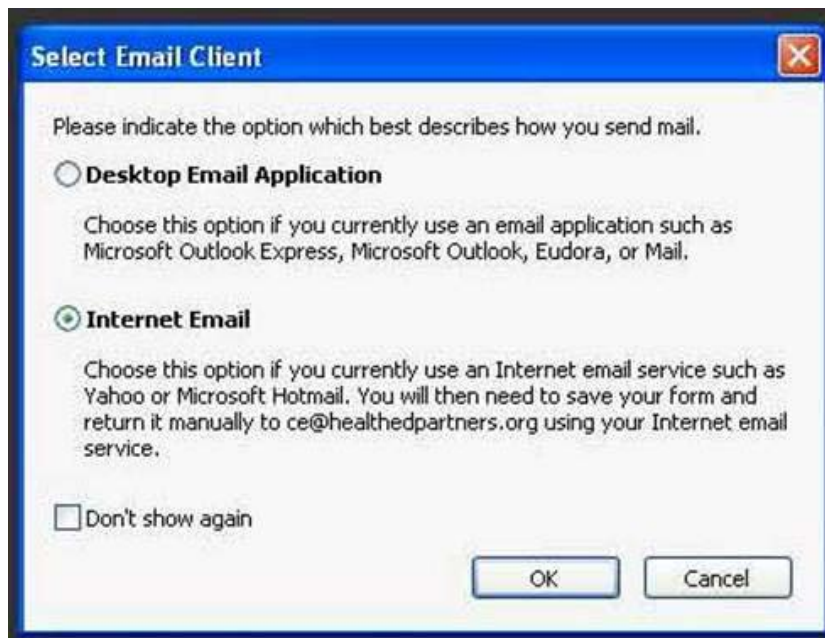 Select Email Client
Please indicate the option which best describes how you send mail.
Desktop Email Application
Choose this option if you currently use an email application such as
Microsoft Outlook Express, Microsoft Outlook, Eudora, or Mail.
Internet Email
Choose this option if you currently use an Internet email service such as
Yahoo or Microsoft Hotmail. You will then need to save your form and
return it manually to ce@healthedpartners.org using your Internet email
service.
Don't show again
OK Cancel